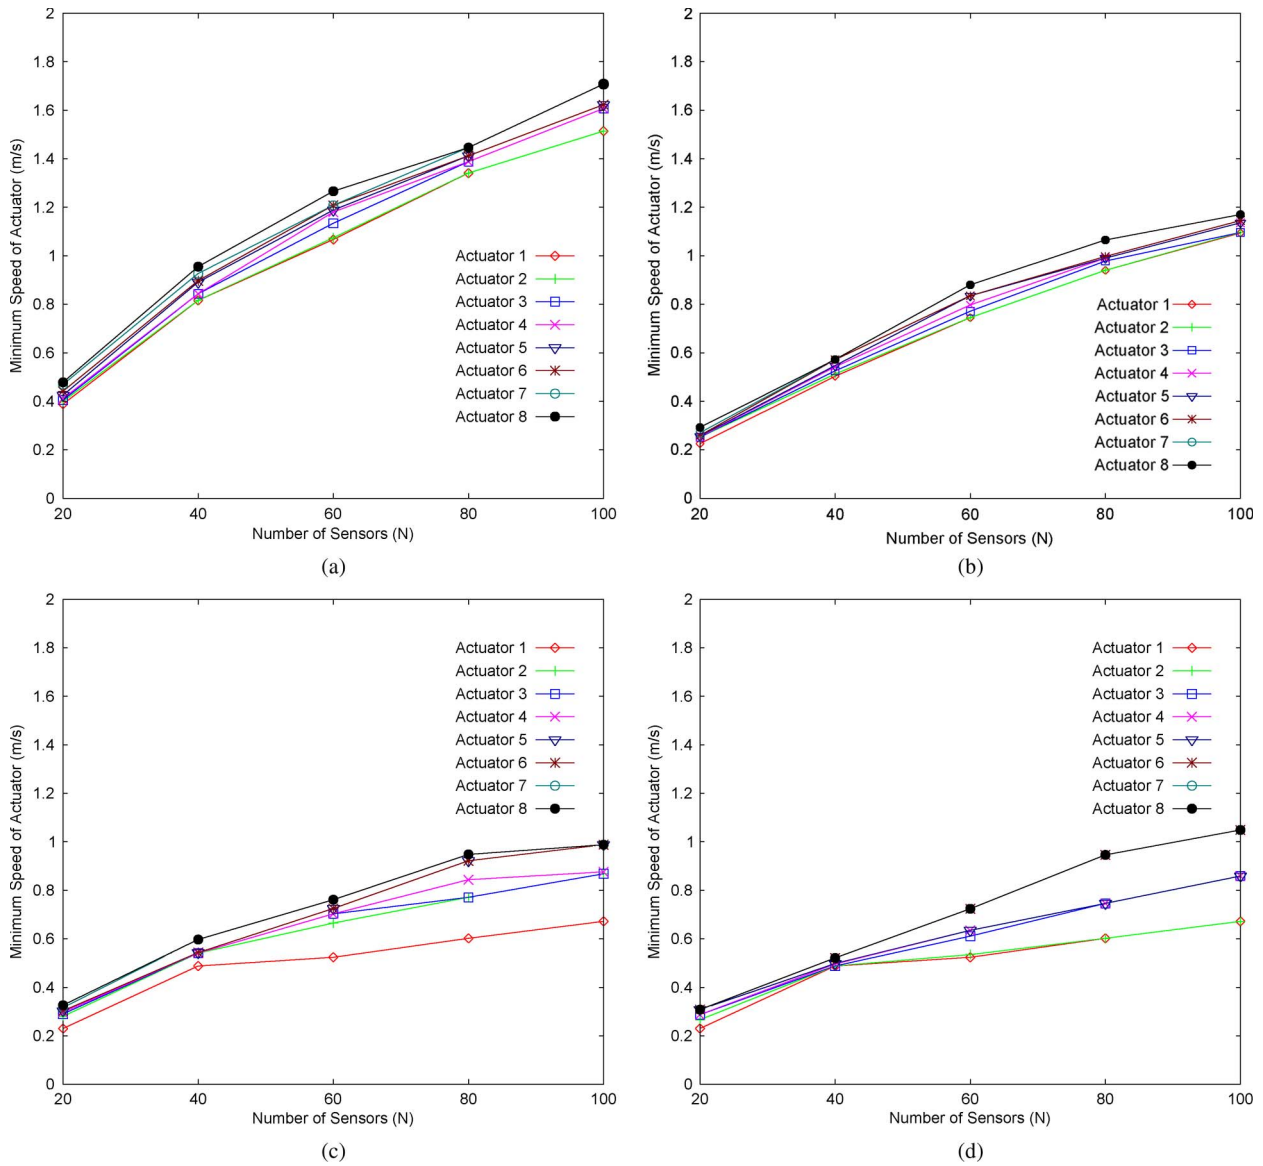 2
1.8
1.6
1.4
1.2
1
0.8
0.6
0.4
0.2
0
Minimum Speed of Actuator (m/s)
Actuator 1
Actuator 2
Actuator 3
Actuator 4
Actuator 5
Actuator 6
Actuator 7
Actuator 8
20 40 60 80 100
Number of Sensors (N)
(a)
2
1.8
1.6
1.4
1.2
1
0.8
0.6
0.4
0.2
0
Minimum Speed of Actuator (m/s)
Actuator 1
Actuator 2
Actuator 3
Actuator 4
Actuator 5
Actuator 6
Actuator 7
Actuator 8
20 40 60 80 100
Number of Sensors (N)
(b)
2
1.8
1.6
1.4
1.2
1
0.8
0.6
0.4
0.2
0
Minimum Speed of Actuator (m/s)
Actuator 1
Actuator 2
Actuator 3
Actuator 4
Actuator 5
Actuator 6
Actuator 7
Actuator 8
20 40 60 80 100
Number of Sensors (N)
(c)
2
1.8
1.6
1.4
1.2
1
0.8
0.6
0.4
0.2
0
Minimum Speed of Actuator (m/s)
Actuator 1
Actuator 2
Actuator 3
Actuator 4
Actuator 5
Actuator 6
Actuator 7
Actuator 8
20 40 60 80 100
Number of Sensors (N)
(d)